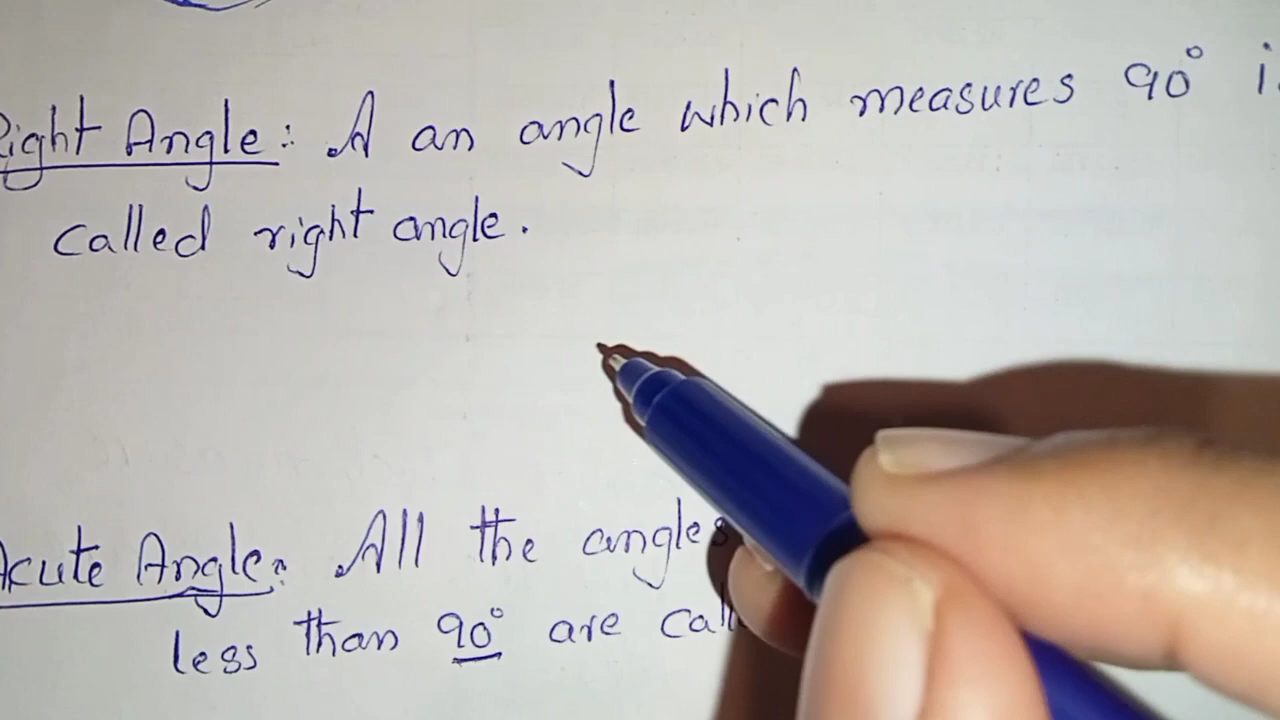 Right Angle: A an angle which measures 90° i
called right angle.
Acute Angle: All the angles
less than 90° are call